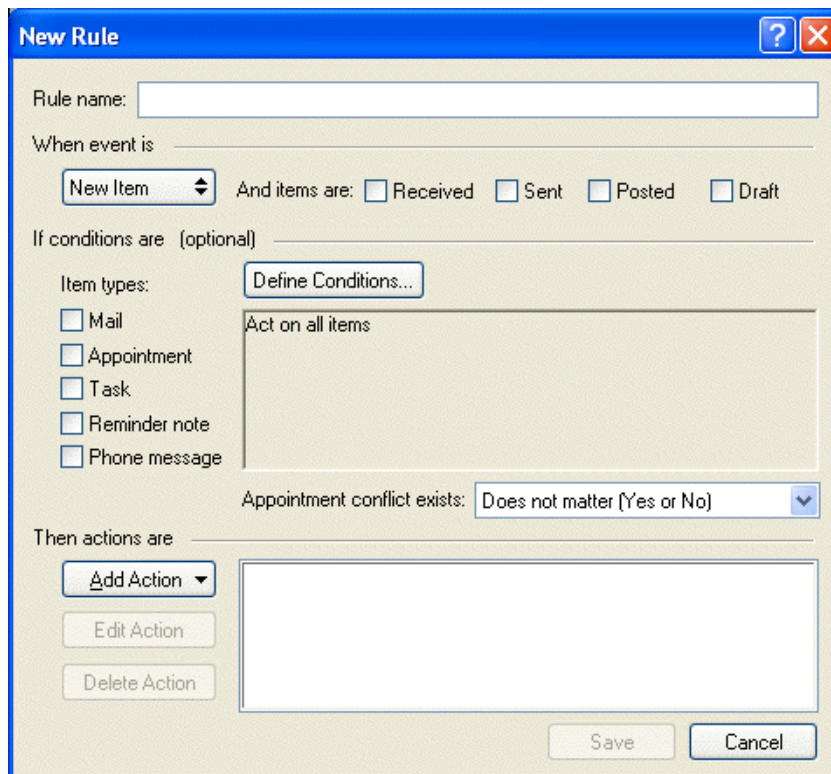 New Rule
Rule name:
When event is
New Item And items are: Received Sent Posted Draft
If conditions are (optional)
Item types: Define Conditions...
Mail
Act on all items
Appointment
Task
Reminder note
Phone message
Appointment conflict exists: Does not matter (Yes or No)
Then actions are
Add Action
Edit Action
Delete Action
Save Cancel